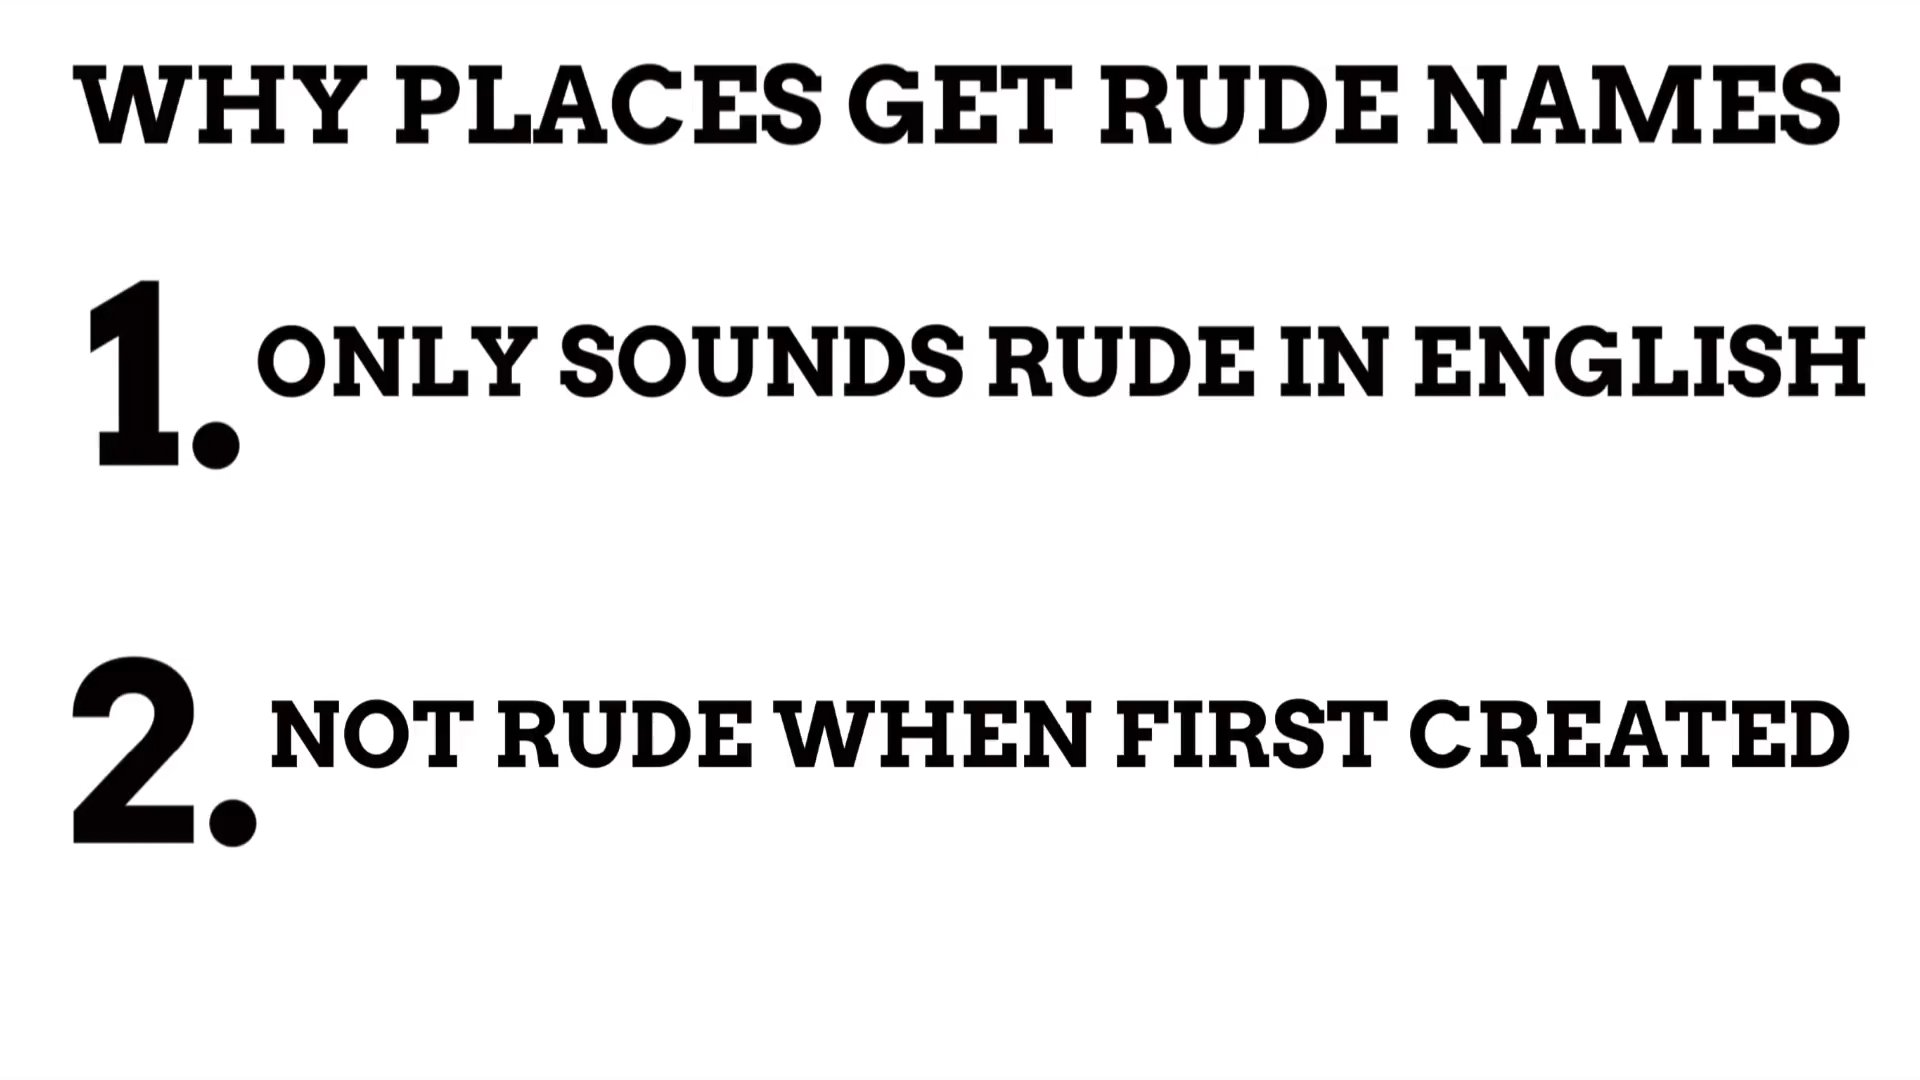 WHY PLACES GET RUDE NAMES
1. ONLY SOUNDS RUDE IN ENGLISH
2. NOT RUDE WHEN FIRST CREATED